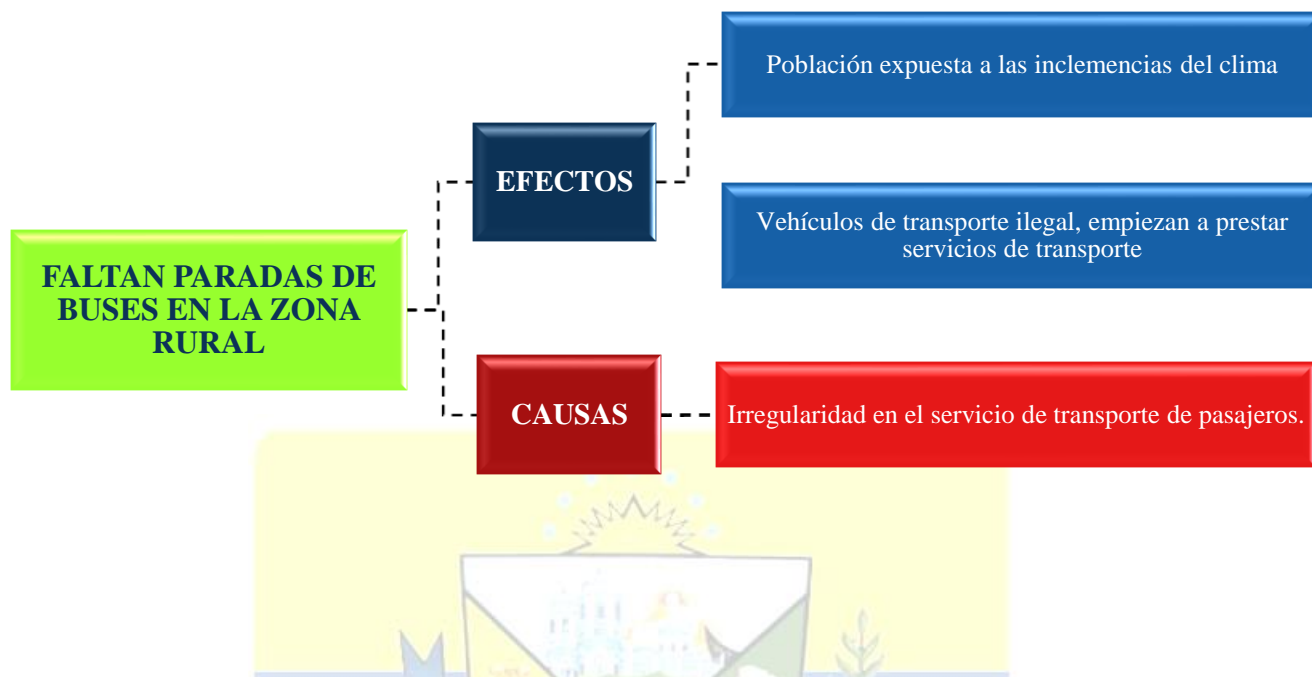 FALTAN PARADAS DE
BUSES EN LA ZONA
RURAL
EFECTOS
Población expuesta a las inclemencias del clima
Vehículos de transporte ilegal, empiezan a prestar
servicios de transporte
CAUSAS
Irregularidad en el servicio de transporte de pasajeros.